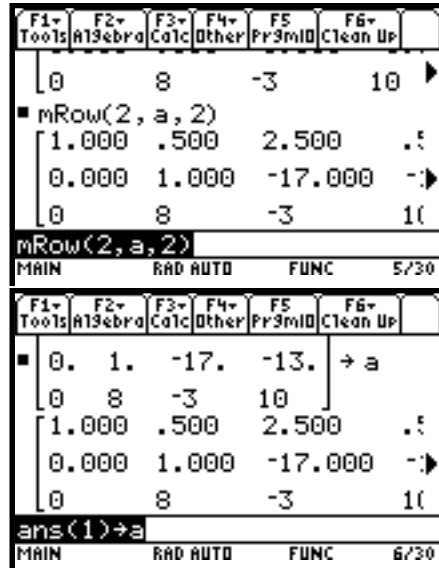 F1 F2 F3 F4 F5 F6
Tools Algebra Calc Other PrgmIO Clean Up
0 8 -3 10
mRow(2,a,2)
1.000 .500 2.500
0.000 1.000 -17.000
0 8 -3
mRow(2,a,2)
MAIN RAD AUTO FUNC 5/30
F1 F2 F3 F4 F5 F6
Tools Algebra Calc Other PrgmIO Clean Up
0. 1. -17. -13. → a
0 8 -3 10
1.000 .500 2.500
0.000 1.000 -17.000
0 8 -3
ans(1)→a
MAIN RAD AUTO FUNC 6/30